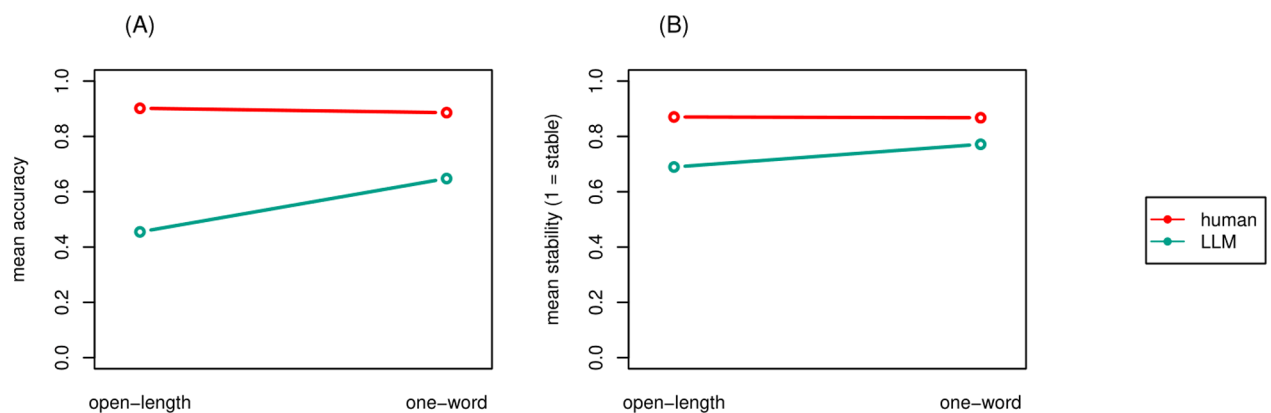 (A)
mean accuracy
1.0
0.8
0.6
0.4
0.2
0.0
open−length one−word
(B)
mean stability (1 = stable)
1.0
0.8
0.6
0.4
0.2
0.0
open−length one−word
human
LLM